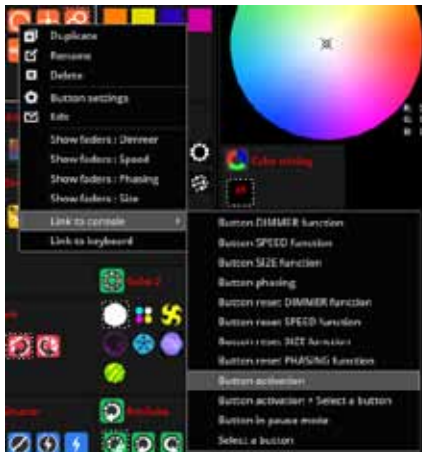 Duplicate
Rename
Delete
Button settings
Edit
Show faders : Dimmer
Show faders : Speed
Show faders : Phasing
Show faders : Size
Link to console
Link to keyboard
Button DIMMER function
Button SPEED function
Button SIZE function
Button phasing
Button reset DIMMER function
Button reset SPEED function
Button reset SIZE function
Button reset PHASING function
Button activation
Button activation + Select a button
Button in pause mode
Select a button